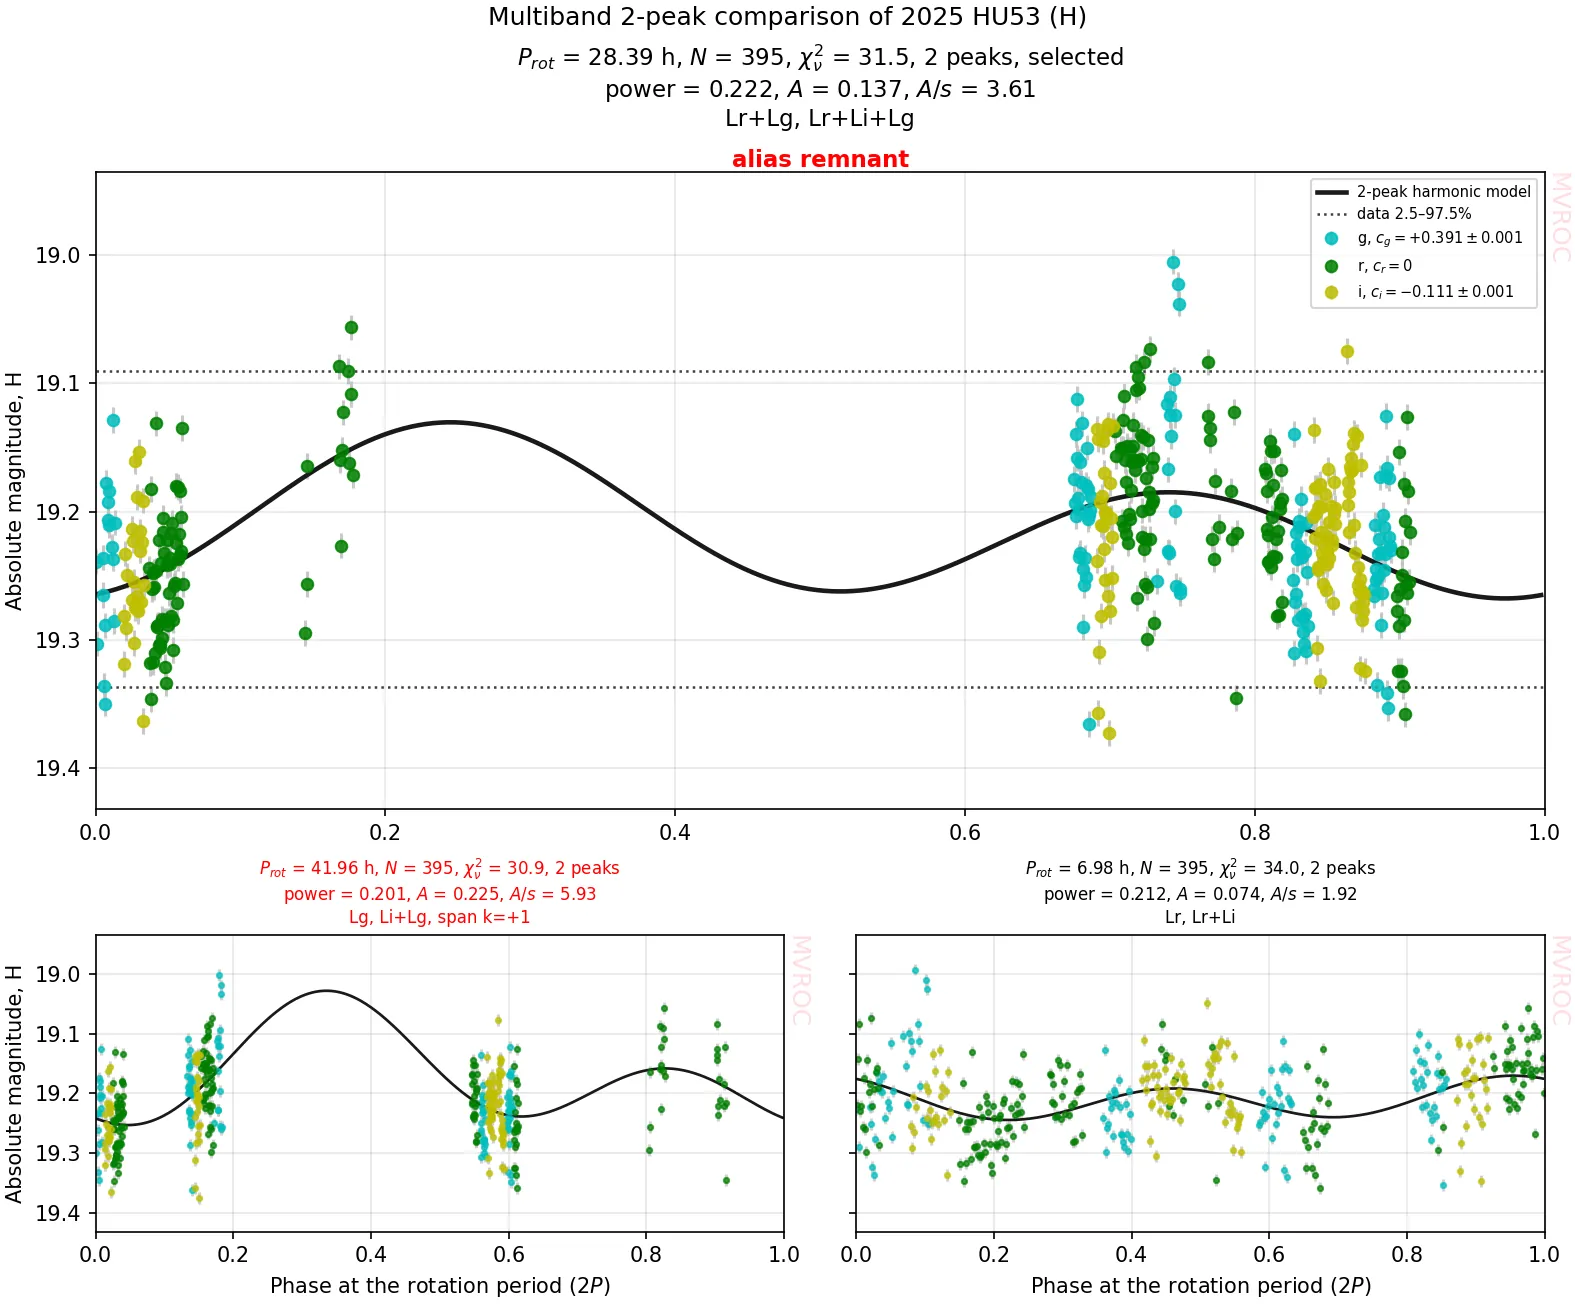 Multiband 2-peak comparison of 2025 HU53 (H)
P_rot = 28.39 h, N = 395, χ²_ν = 31.5, 2 peaks, selected
power = 0.222, A = 0.137, A/s = 3.61
Lr+Lg, Lr+Li+Lg
alias remnant
2-peak harmonic model
data 2.5–97.5%
g, c_g = +0.391 ± 0.001
r, c_r = 0
i, c_i = −0.111 ± 0.001
MVROC
Absolute magnitude, H
19.0
19.1
19.2
19.3
19.4
0.0 0.2 0.4 0.6 0.8 1.0
P_rot = 41.96 h, N = 395, χ²_ν = 30.9, 2 peaks
power = 0.201, A = 0.225, A/s = 5.93
Lg, Li+Lg, span k=+1
MVROC
Absolute magnitude, H
19.0
19.1
19.2
19.3
19.4
0.0 0.2 0.4 0.6 0.8 1.0
Phase at the rotation period (2P)
P_rot = 6.98 h, N = 395, χ²_ν = 34.0, 2 peaks
power = 0.212, A = 0.074, A/s = 1.92
Lr, Lr+Li
MVROC
0.0 0.2 0.4 0.6 0.8 1.0
Phase at the rotation period (2P)